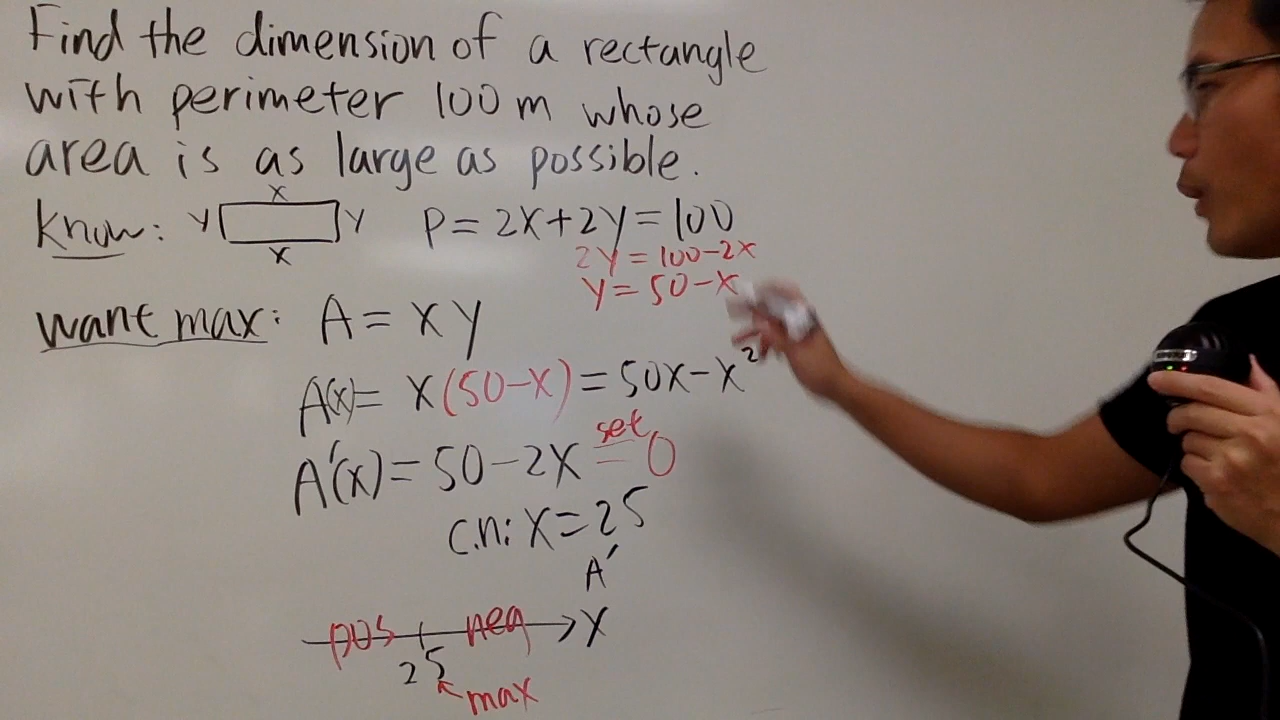 Find the dimension of a rectangle
with perimeter 100 m whose
area is as large as possible.
x
Know: y y P = 2x + 2y = 100
x
2y = 100 - 2x
y = 50 - x
want max: A = x y
A(x) = x (50 - x) = 50x - x²
set
A'(x) = 50 - 2x = 0
c.n: x = 25
A'
pos neg x
25
max